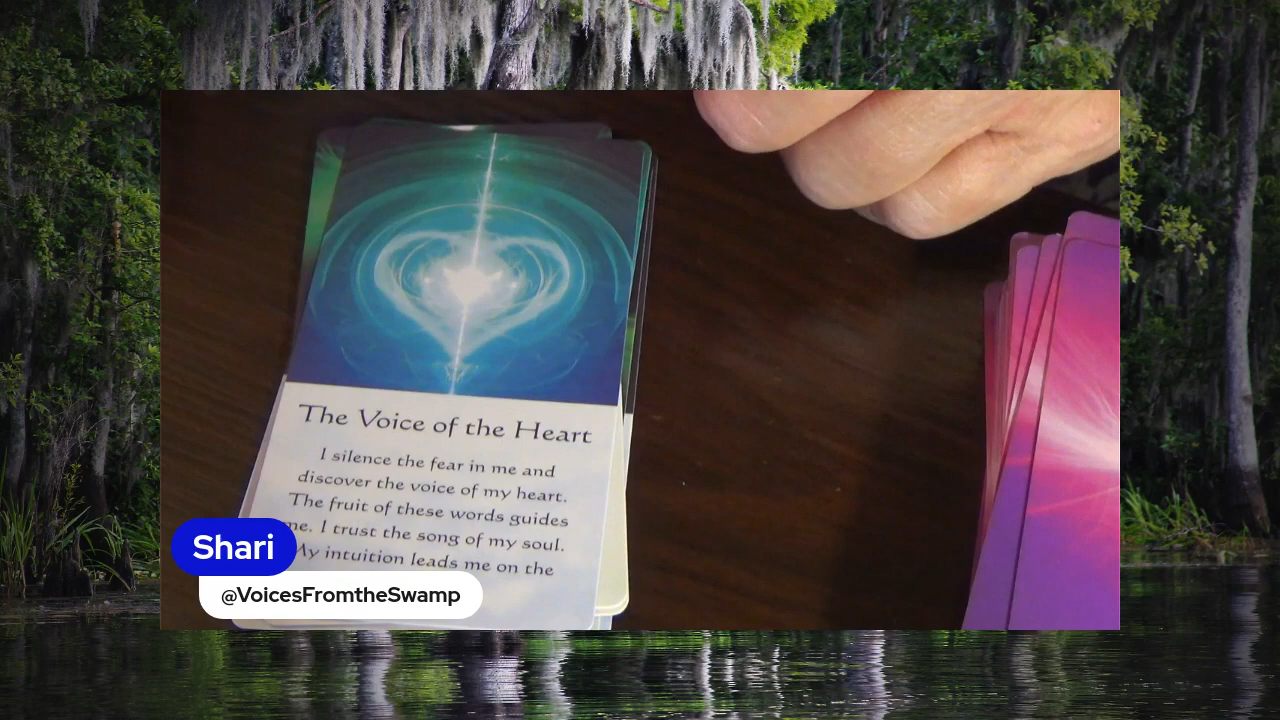 The Voice of the Heart
I silence the fear in me and
discover the voice of my heart.
The fruit of these words guides
me. I trust the song of my soul.
My intuition leads me on the
Shari
@VoicesFromtheSwamp